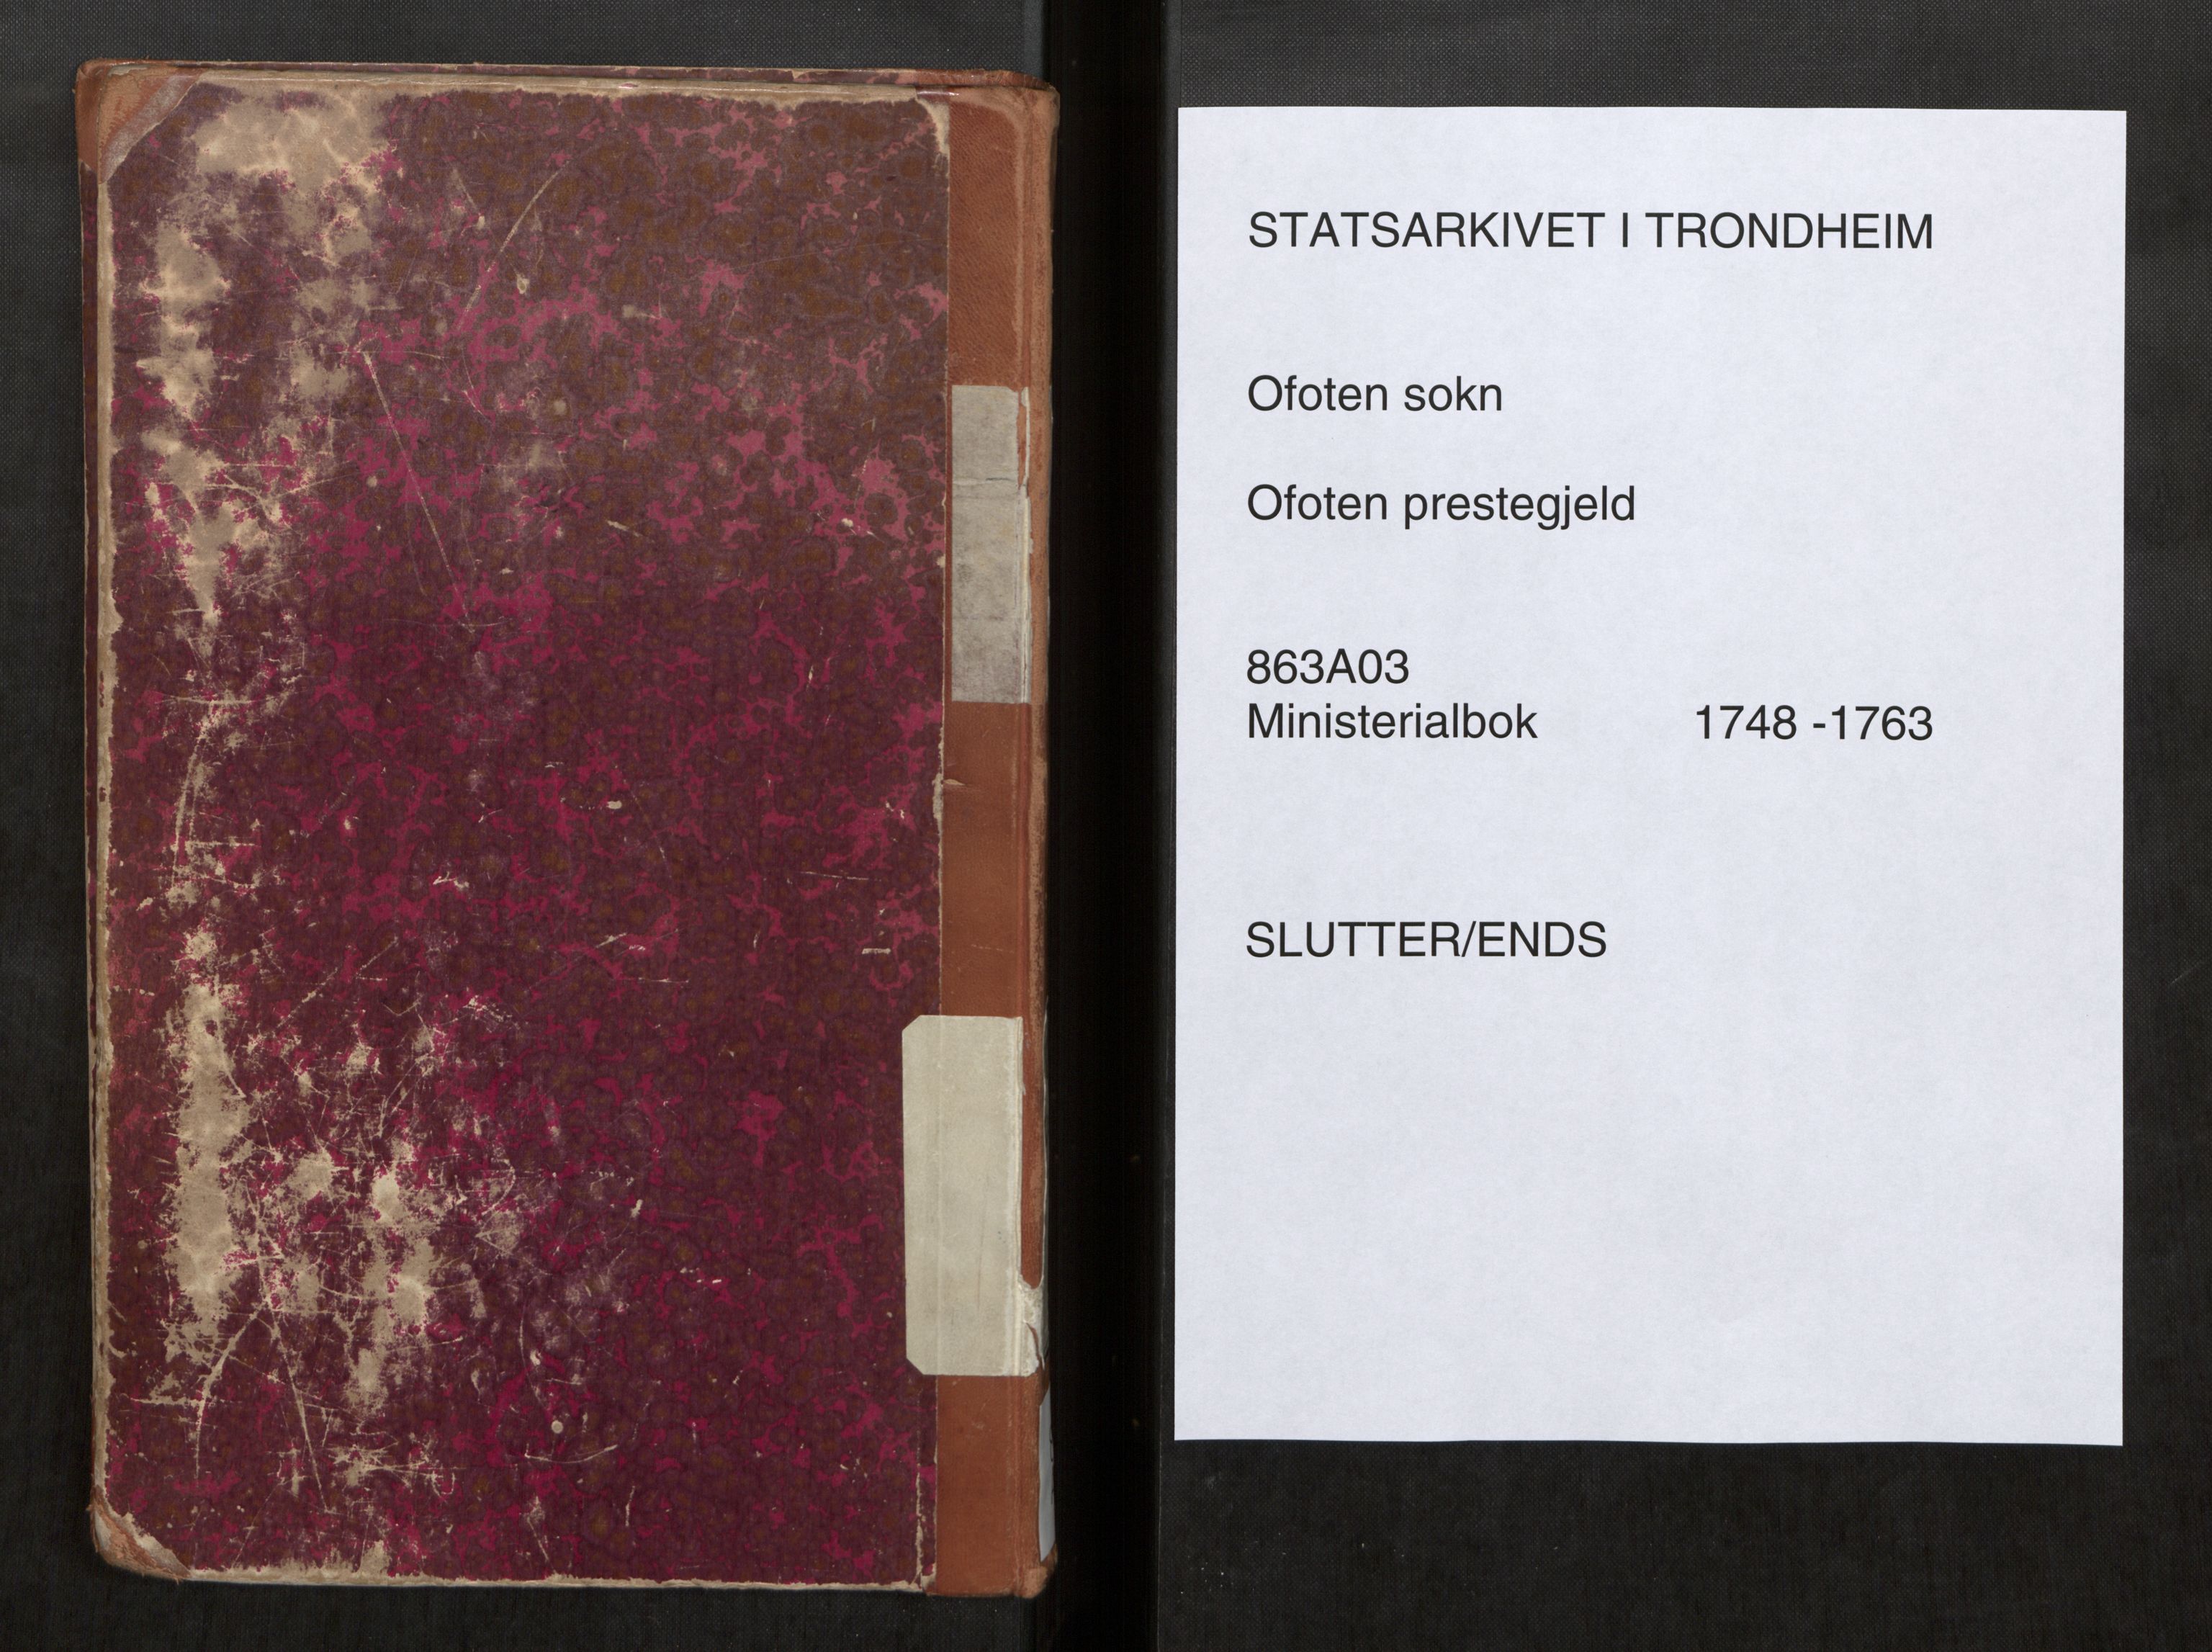 STATSARKIVET I TRONDHEIM
Ofoten sokn
Ofoten prestegjeld
863A03
Ministerialbok 1748 -1763
SLUTTER/ENDS